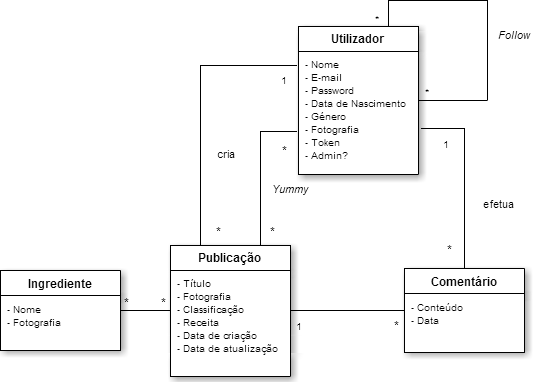 *
Utilizador
Follow
- Nome
- E-mail
- Password
- Data de Nascimento
- Género
- Fotografia
- Token
- Admin?
1
*
*
1
cria
Yummy
efetua
*
*
*
Publicação
- Título
- Fotografia
- Classificação
- Receita
- Data de criação
- Data de atualização
Ingrediente
- Nome
- Fotografia
*
*
Comentário
- Conteúdo
- Data
1
*